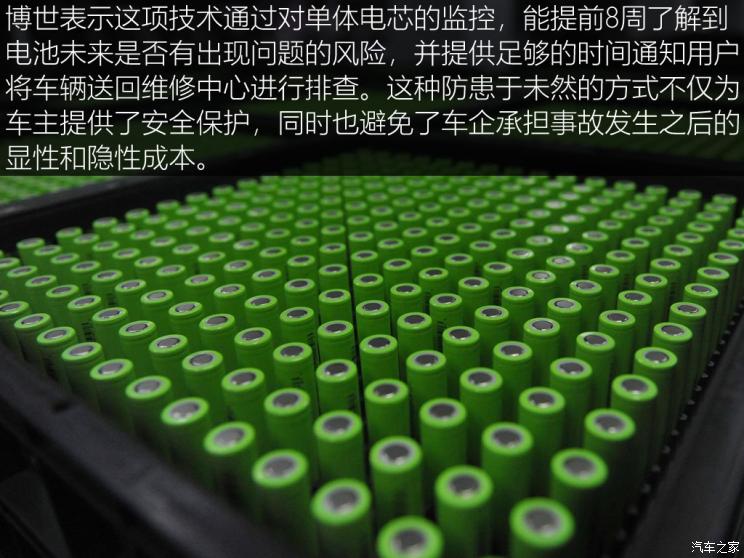 博世表示这项技术通过对单体电芯的监控，能提前8周了解到
电池未来是否有出现问题的风险，并提供足够的时间通知用户
将车辆送回维修中心进行排查。这种防患于未然的方式不仅为
车主提供了安全保护，同时也避免了车企承担事故发生之后的
显性和隐性成本。
汽车之家